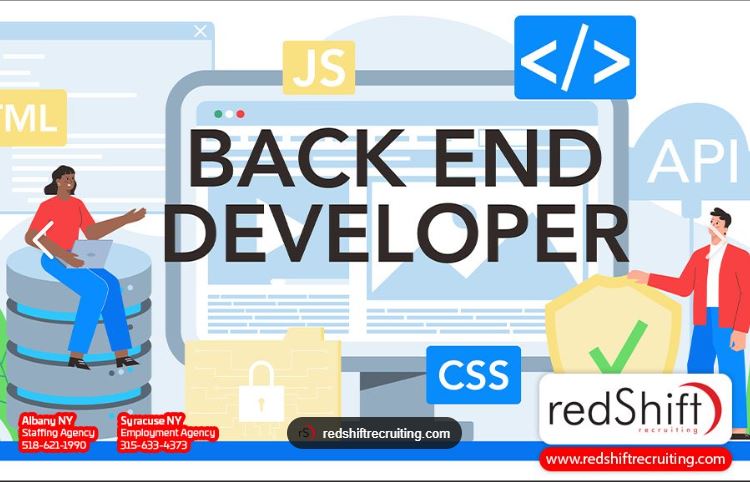 JS
</>
TML
BACK END
DEVELOPER
API
CSS
Albany NY
Staffing Agency
518-621-1990
Syracuse NY
Employment Agency
315-633-4373
rS redshiftrecruiting.com
redShift
recruiting
www.redshiftrecruiting.com